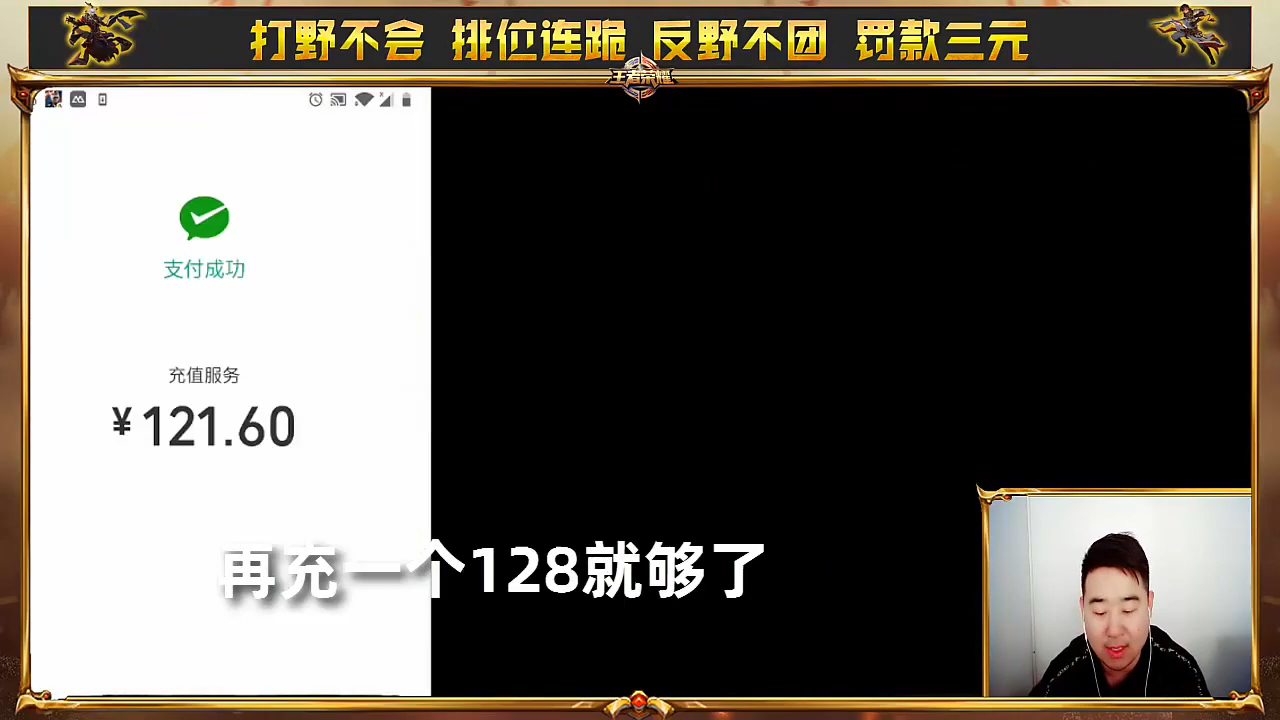 打野不会 排位连跪 反野不团 罚款三元
王者荣耀
支付成功
充值服务
¥121.60
再充一个128就够了